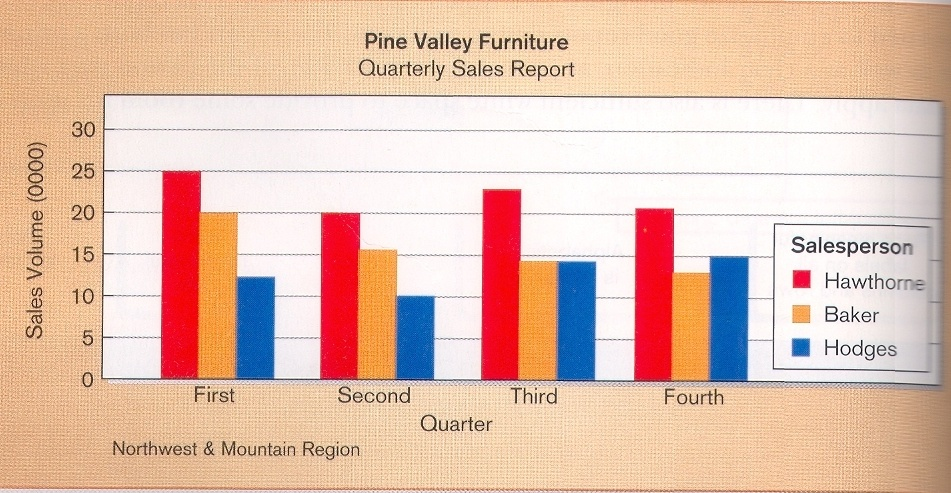 Pine Valley Furniture
Quarterly Sales Report
Sales Volume (0000)
30
25
20
15
10
5
0
First Second Third Fourth
Quarter
Salesperson
Hawthorne
Baker
Hodges
Northwest & Mountain Region